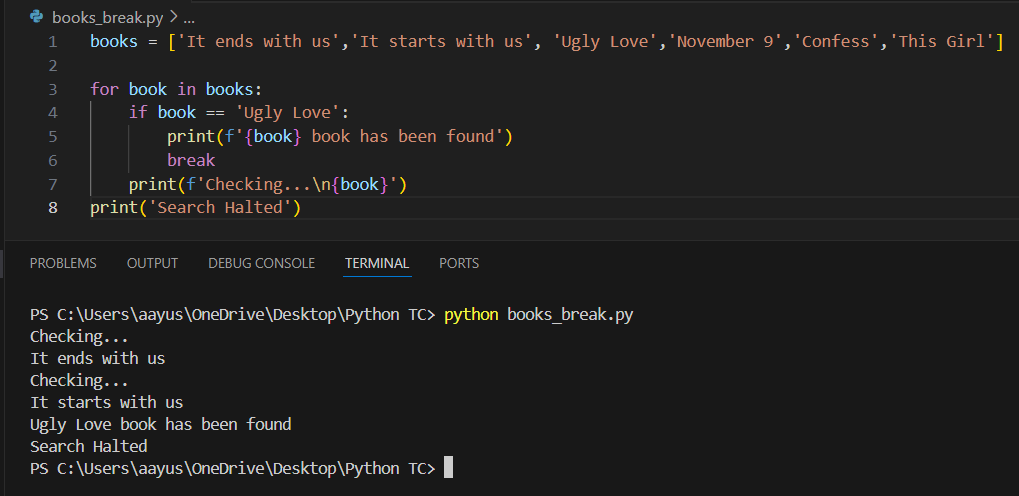 books_break.py > ...
1 books = ['It ends with us','It starts with us', 'Ugly Love','November 9','Confess','This Girl']
2
3 for book in books:
4     if book == 'Ugly Love':
5         print(f'{book} book has been found')
6         break
7     print(f'Checking...\n{book}')
8 print('Search Halted')
PROBLEMS OUTPUT DEBUG CONSOLE TERMINAL PORTS
PS C:\Users\aayus\OneDrive\Desktop\Python TC> python books_break.py
Checking...
It ends with us
Checking...
It starts with us
Ugly Love book has been found
Search Halted
PS C:\Users\aayus\OneDrive\Desktop\Python TC>